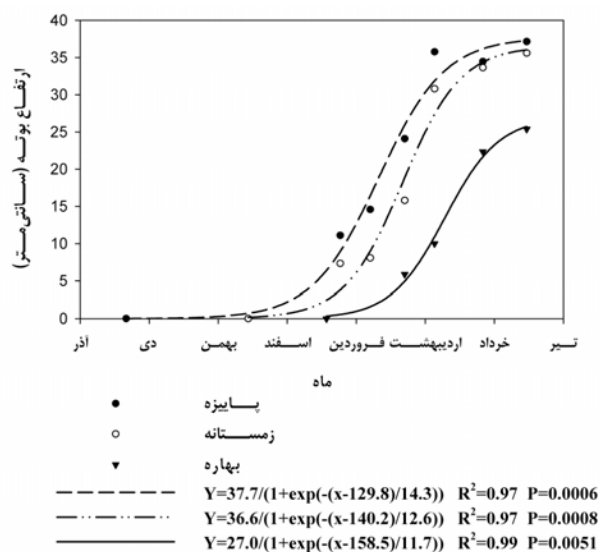 40
35
30
25
20
15
10
5
0
ارتفاع بوته (سانتی‌متر)
آذر دی بهمن اسفند فروردین اردیبهشت خرداد تیر
ماه
پاییزه
زمستانه
بهاره
Y=37.7/(1+exp(-(x-129.8)/14.3)) R²=0.97 P=0.0006
Y=36.6/(1+exp(-(x-140.2)/12.6)) R²=0.97 P=0.0008
Y=27.0/(1+exp(-(x-158.5)/11.7)) R²=0.99 P=0.0051